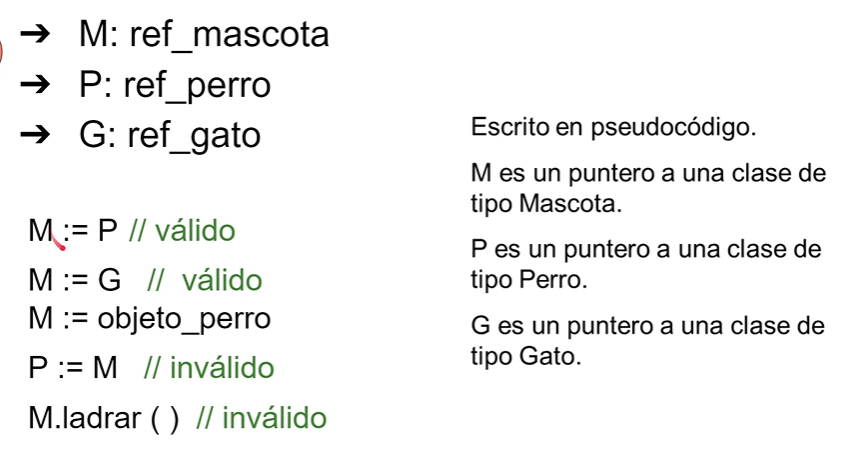 ➔ M: ref_mascota
➔ P: ref_perro
➔ G: ref_gato
M := P // válido
M := G // válido
M := objeto_perro
P := M // inválido
M.ladrar ( ) // inválido
Escrito en pseudocódigo.
M es un puntero a una clase de
tipo Mascota.
P es un puntero a una clase de
tipo Perro.
G es un puntero a una clase de
tipo Gato.